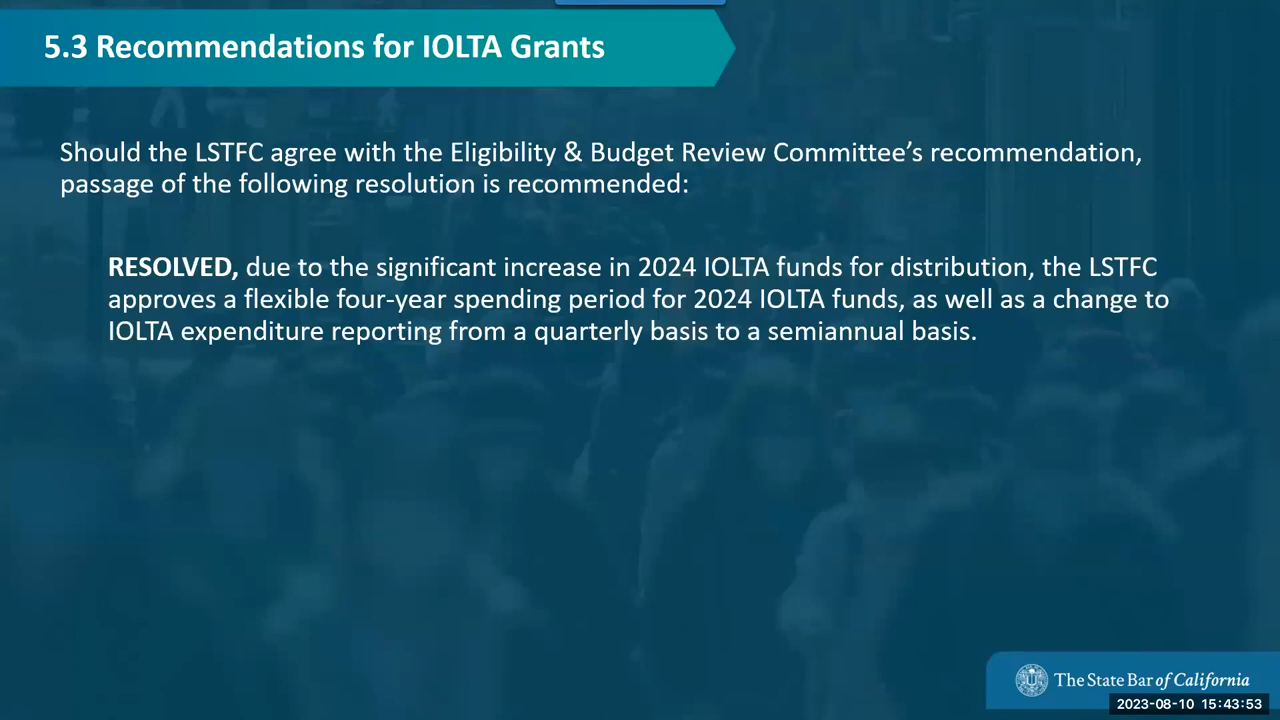 5.3 Recommendations for IOLTA Grants
Should the LSTFC agree with the Eligibility & Budget Review Committee’s recommendation,
passage of the following resolution is recommended:
RESOLVED, due to the significant increase in 2024 IOLTA funds for distribution, the LSTFC
approves a flexible four-year spending period for 2024 IOLTA funds, as well as a change to
IOLTA expenditure reporting from a quarterly basis to a semiannual basis.
The State Bar of California
2023-08-10 15:43:53